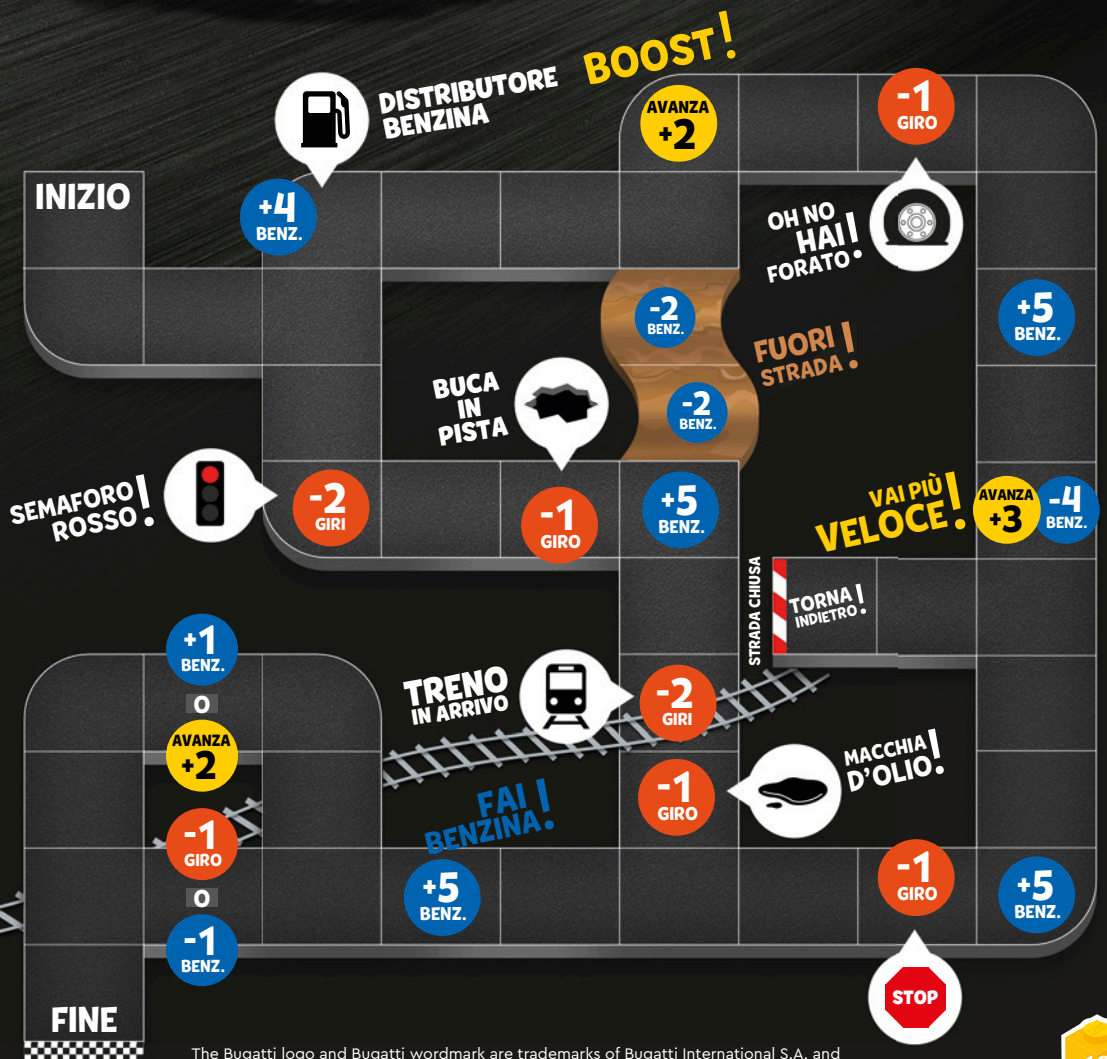 BOOST!
DISTRIBUTORE
BENZINA
AVANZA
+2
-1
GIRO
INIZIO
+4
BENZ.
OH NO
HAI
FORATO!
-2
BENZ.
+5
BENZ.
FUORI
STRADA!
BUCA
IN
PISTA
-2
BENZ.
SEMAFORO
ROSSO!
-2
GIRI
-1
GIRO
+5
BENZ.
VAI PIÙ
VELOCE!
AVANZA
+3
-4
BENZ.
STRADA CHIUSA
TORNA
INDIETRO!
+1
BENZ.
O
AVANZA
+2
TRENO
IN ARRIVO
-2
GIRI
MACCHIA
D'OLIO!
-1
GIRO
FAI
BENZINA!
-1
GIRO
O
-1
BENZ.
+5
BENZ.
-1
GIRO
+5
BENZ.
STOP
FINE
The Bugatti logo and Bugatti wordmark are trademarks of Bugatti International S.A. and